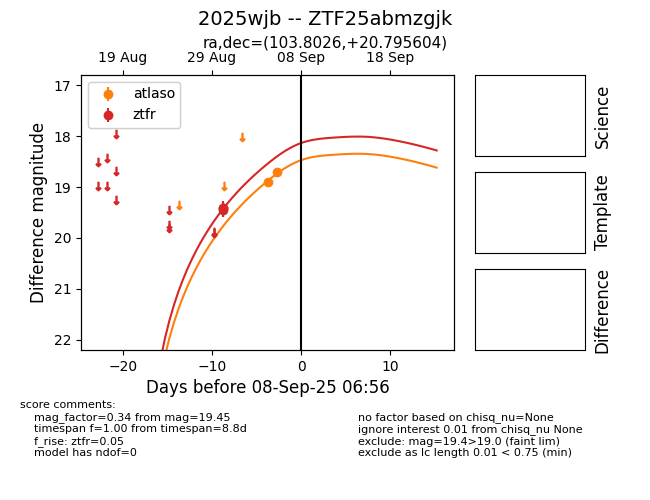 2025wjb -- ZTF25abmzgjk
ra,dec=(103.8026,+20.795604)
19 Aug 29 Aug 08 Sep 18 Sep
atlaso
ztfr
17
18
19
20
21
22
Difference magnitude
−20 −10 0 10
Days before 08-Sep-25 06:56
Science
Template
Difference
score comments:
mag_factor=0.34 from mag=19.45
timespan f=1.00 from timespan=8.8d
f_rise: ztfr=0.05
model has ndof=0
no factor based on chisq_nu=None
ignore interest 0.01 from chisq_nu None
exclude: mag=19.4>19.0 (faint lim)
exclude as lc length 0.01 < 0.75 (min)